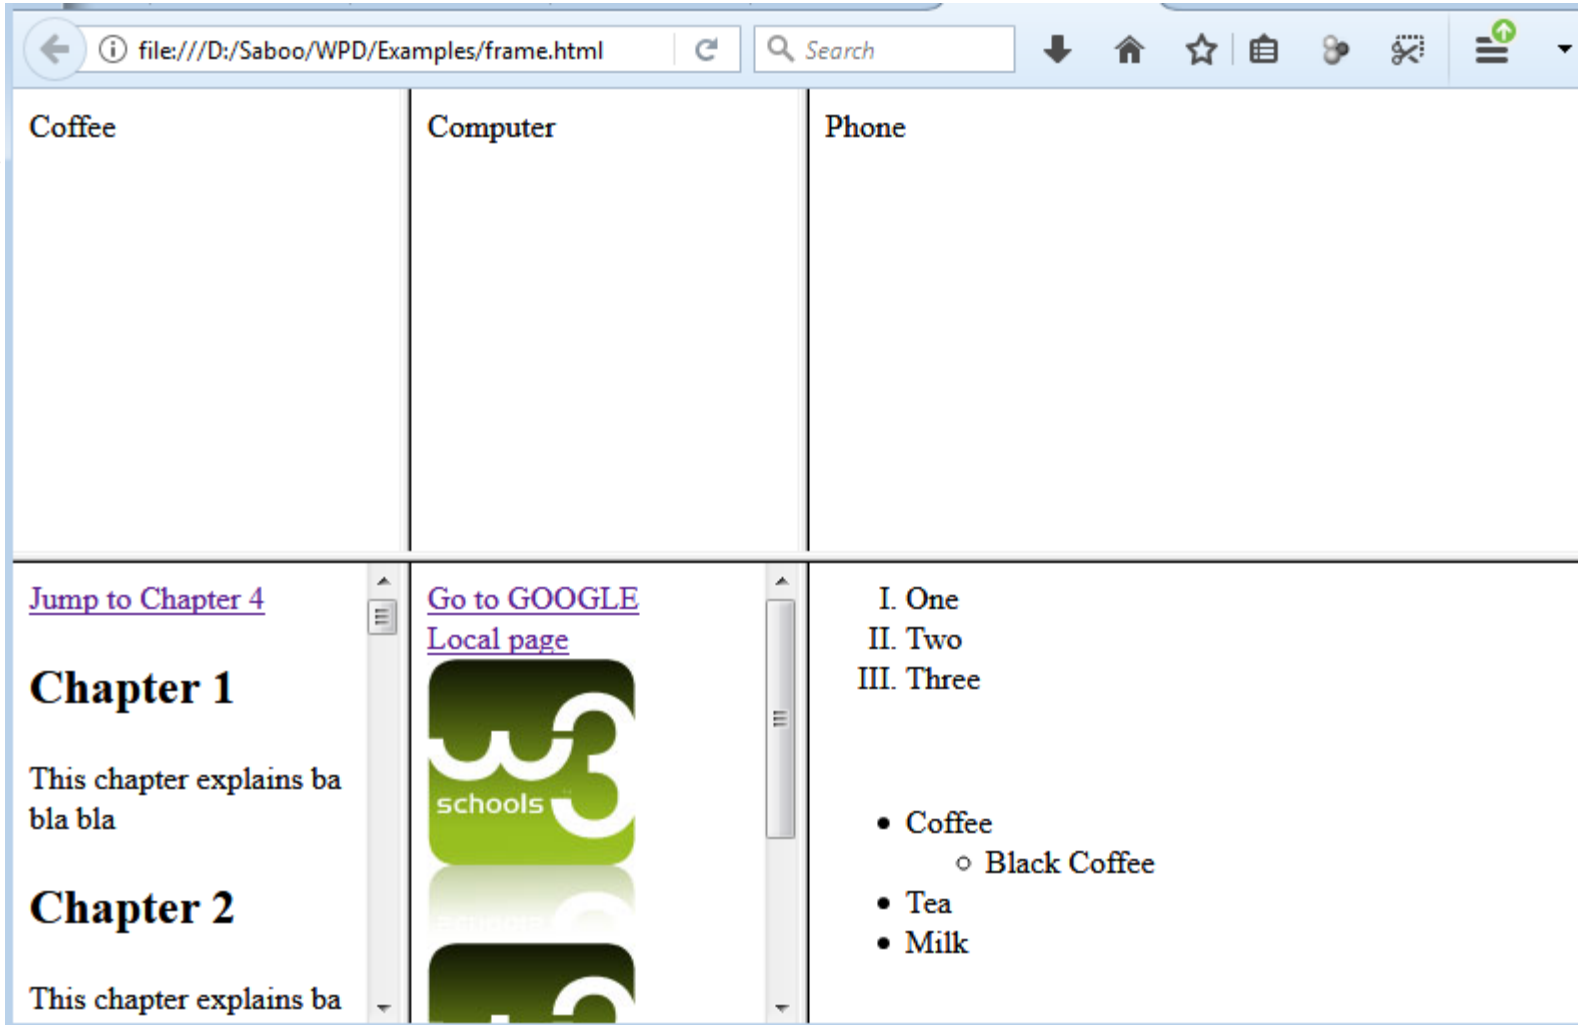 file:///D:/Saboo/WPD/Examples/frame.html
Search
Coffee
Computer
Phone
Jump to Chapter 4
Chapter 1
This chapter explains ba
bla bla
Chapter 2
This chapter explains ba
Go to GOOGLE
Local page
w3
schools
I. One
II. Two
III. Three
• Coffee
○ Black Coffee
• Tea
• Milk